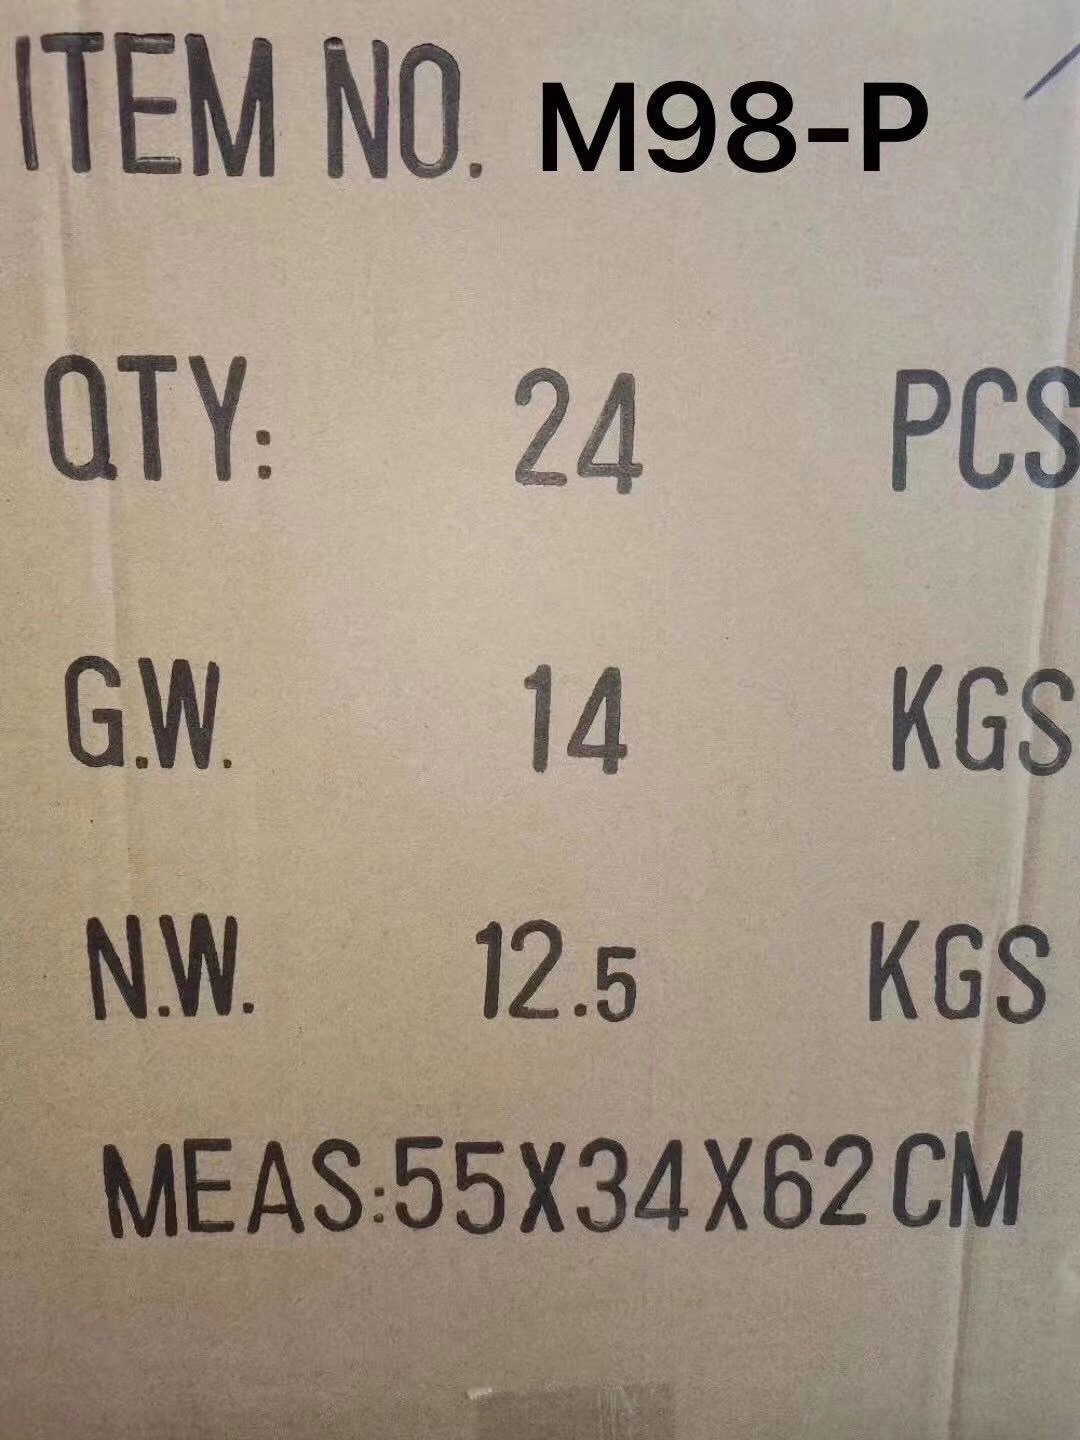 ITEM NO. M98-P
QTY: 24 PCS
G.W. 14 KGS
N.W. 12.5 KGS
MEAS:55X34X62CM